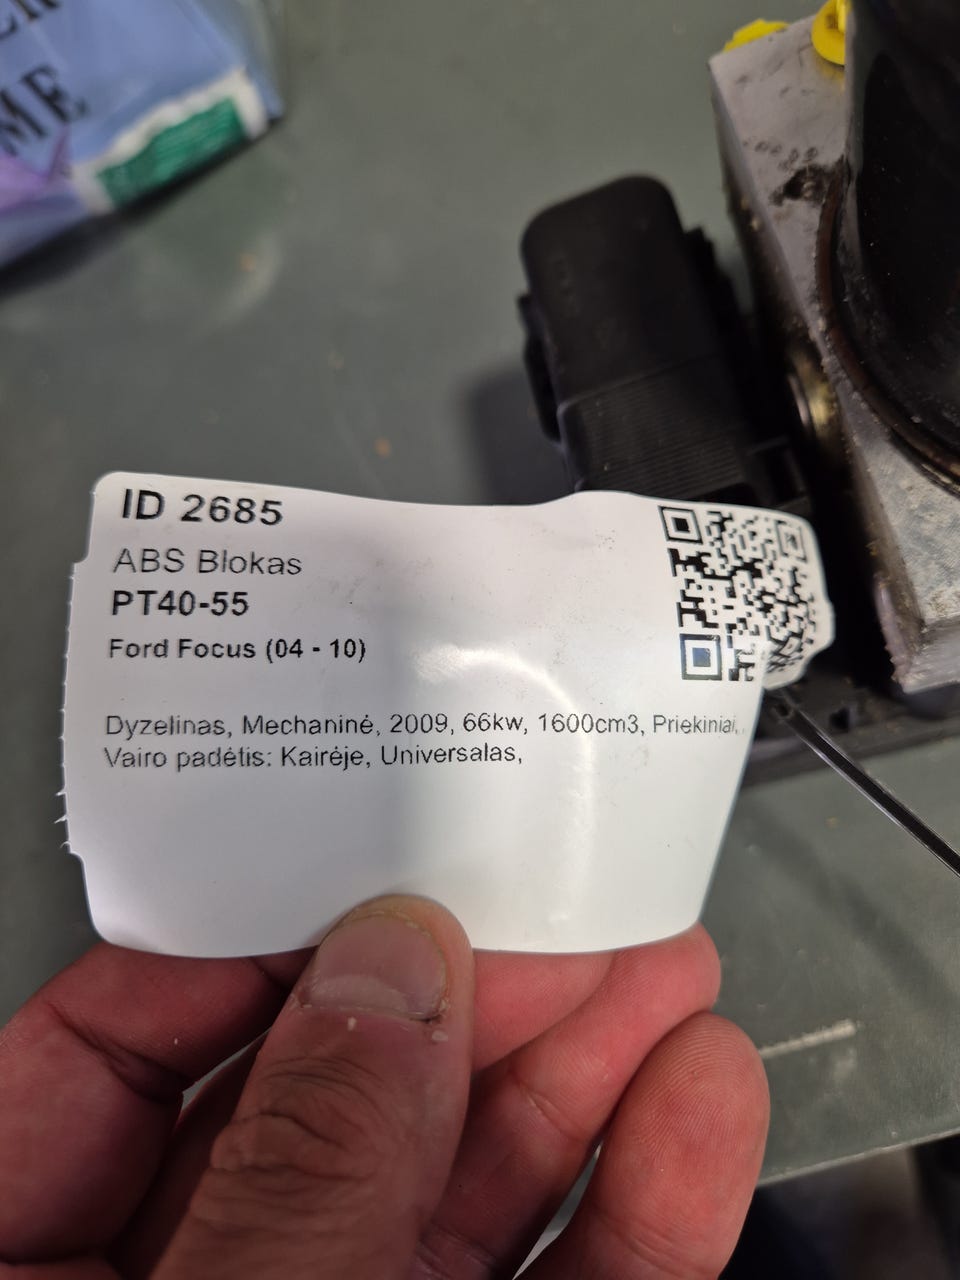 ME
ID 2685
ABS Blokas
PT40-55
Ford Focus (04 - 10)
Dyzelinas, Mechaninė, 2009, 66kw, 1600cm3, Priekiniai,
Vairo padėtis: Kairėje, Universalas,